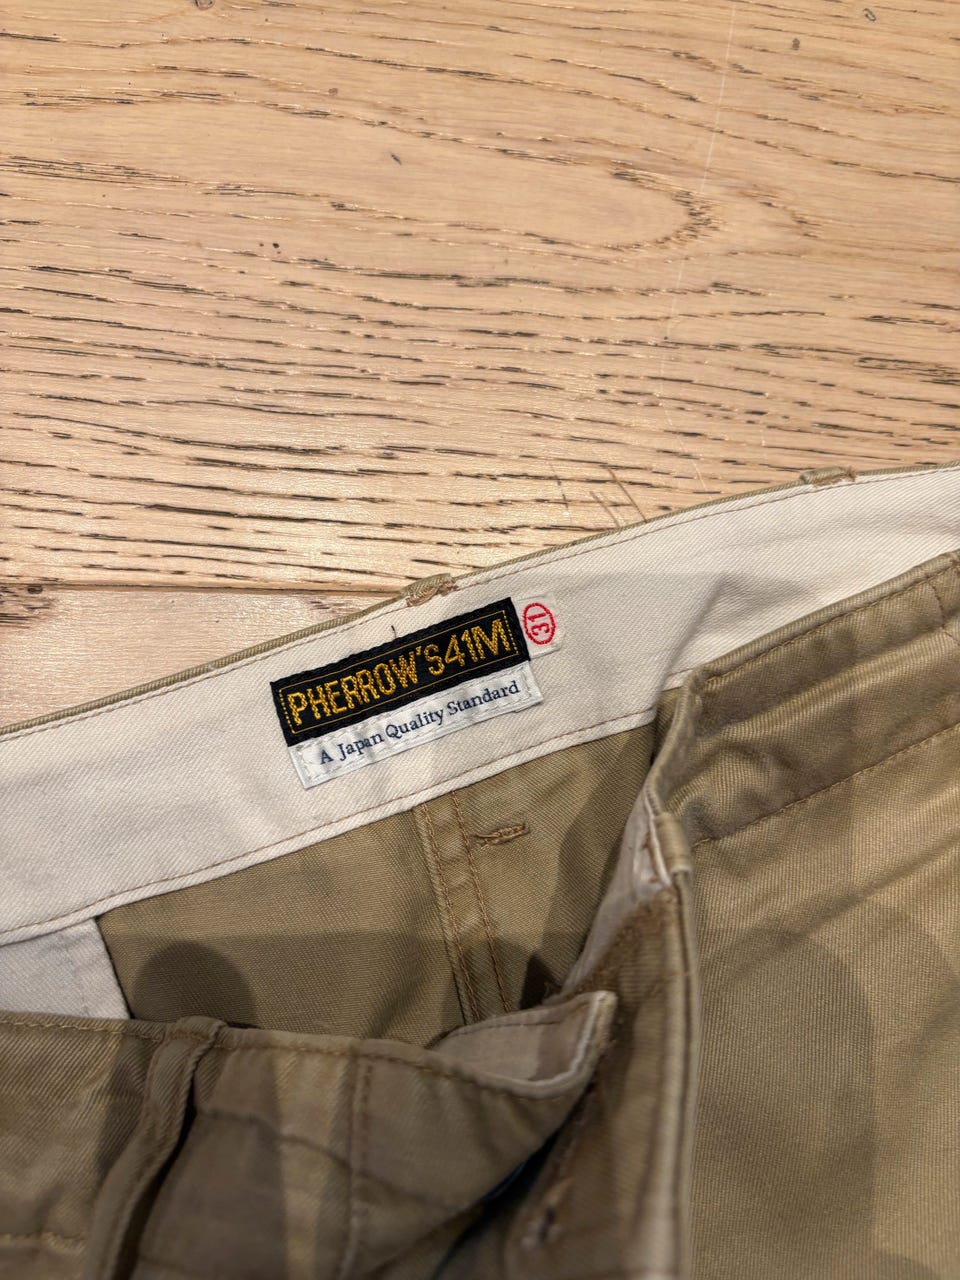 PHERROW'S41M
31
A Japan Quality Standard